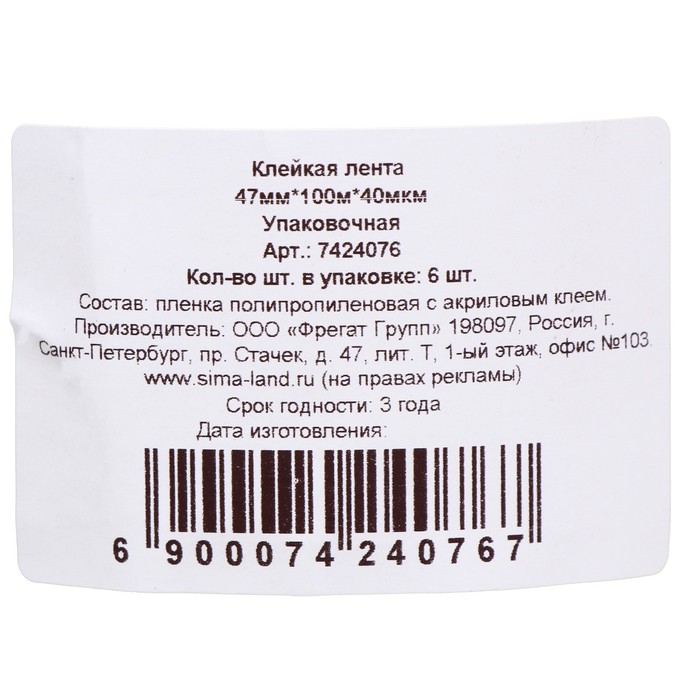 Клейкая лента
47мм*100м*40мкм
Упаковочная
Арт.: 7424076
Кол-во шт. в упаковке: 6 шт.
Состав: пленка полипропиленовая с акриловым клеем.
Производитель: ООО «Фрегат Групп» 198097, Россия, г.
Санкт-Петербург, пр. Стачек, д. 47, лит. Т, 1-ый этаж, офис №103.
www.sima-land.ru (на правах рекламы)
Срок годности: 3 года
Дата изготовления:
6 900074 240767